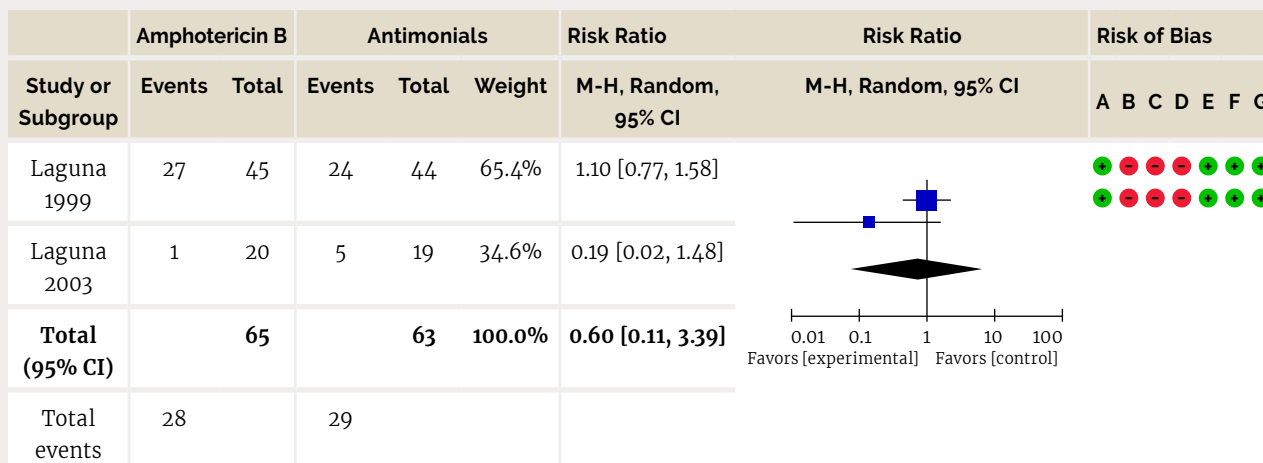 Amphotericin B Antimonials Risk Ratio Risk Ratio Risk of Bias
Study or Subgroup Events Total Events Total Weight M-H, Random, 95% CI M-H, Random, 95% CI A B C D E F G
Laguna 1999 27 45 24 44 65.4% 1.10 [0.77, 1.58] + - - - + + +
+ - - - + + +
Laguna 2003 1 20 5 19 34.6% 0.19 [0.02, 1.48]
Total (95% CI) 65 63 100.0% 0.60 [0.11, 3.39]
0.01 0.1 1 10 100
Favors [experimental] Favors [control]
Total events 28 29